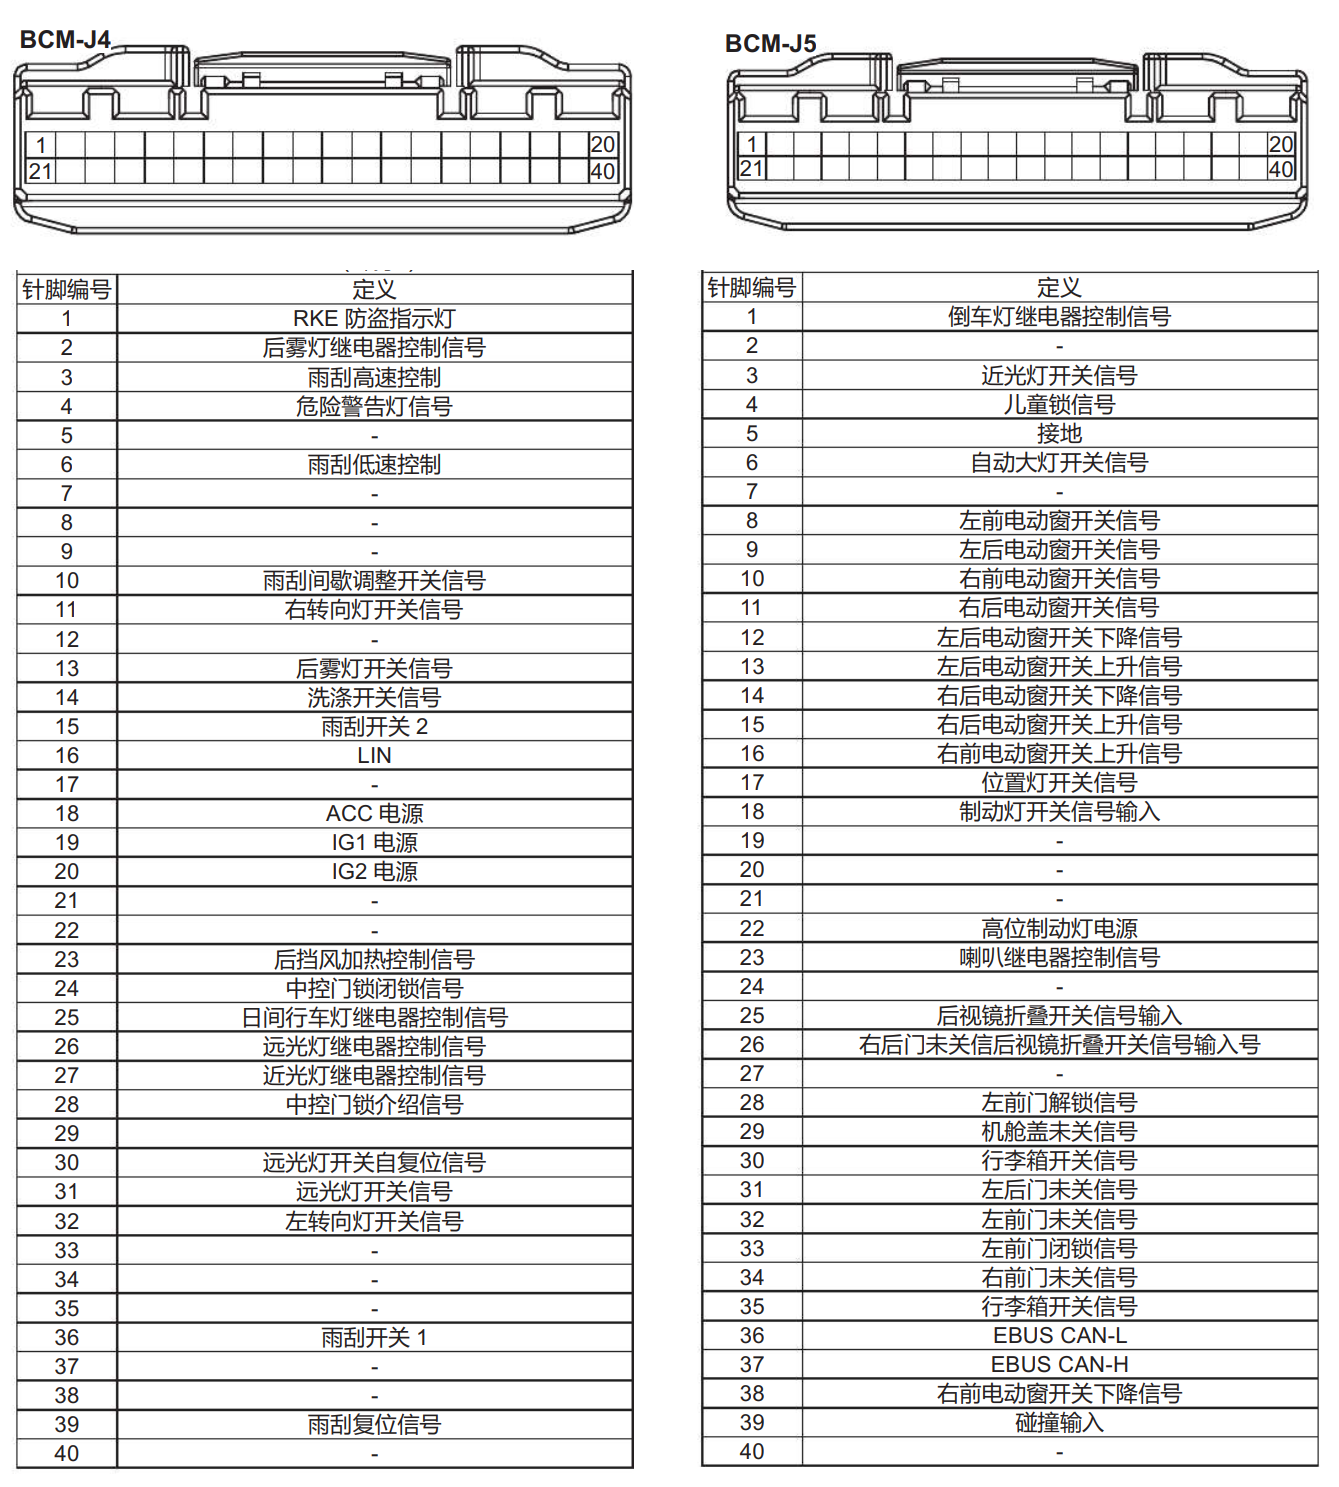 BCM-J4
1 20
21 40
针脚编号 定义
1 RKE 防盗指示灯
2 后雾灯继电器控制信号
3 雨刮高速控制
4 危险警告灯信号
5 -
6 雨刮低速控制
7 -
8 -
9 -
10 雨刮间歇调整开关信号
11 右转向灯开关信号
12 -
13 后雾灯开关信号
14 洗涤开关信号
15 雨刮开关 2
16 LIN
17 -
18 ACC 电源
19 IG1 电源
20 IG2 电源
21 -
22 -
23 后挡风加热控制信号
24 中控门锁闭锁信号
25 日间行车灯继电器控制信号
26 远光灯继电器控制信号
27 近光灯继电器控制信号
28 中控门锁介绍信号
29
30 远光灯开关自复位信号
31 远光灯开关信号
32 左转向灯开关信号
33 -
34 -
35 -
36 雨刮开关 1
37 -
38 -
39 雨刮复位信号
40 -
BCM-J5
1 20
21 40
针脚编号 定义
1 倒车灯继电器控制信号
2 -
3 近光灯开关信号
4 儿童锁信号
5 接地
6 自动大灯开关信号
7 -
8 左前电动窗开关信号
9 左后电动窗开关信号
10 右前电动窗开关信号
11 右后电动窗开关信号
12 左后电动窗开关下降信号
13 左后电动窗开关上升信号
14 右后电动窗开关下降信号
15 右后电动窗开关上升信号
16 右前电动窗开关上升信号
17 位置灯开关信号
18 制动灯开关信号输入
19 -
20 -
21 -
22 高位制动灯电源
23 喇叭继电器控制信号
24 -
25 后视镜折叠开关信号输入
26 右后门未关信后视镜折叠开关信号输入号
27 -
28 左前门解锁信号
29 机舱盖未关信号
30 行李箱开关信号
31 左后门未关信号
32 左前门未关信号
33 左前门闭锁信号
34 右前门未关信号
35 行李箱开关信号
36 EBUS CAN-L
37 EBUS CAN-H
38 右前电动窗开关下降信号
39 碰撞输入
40 -